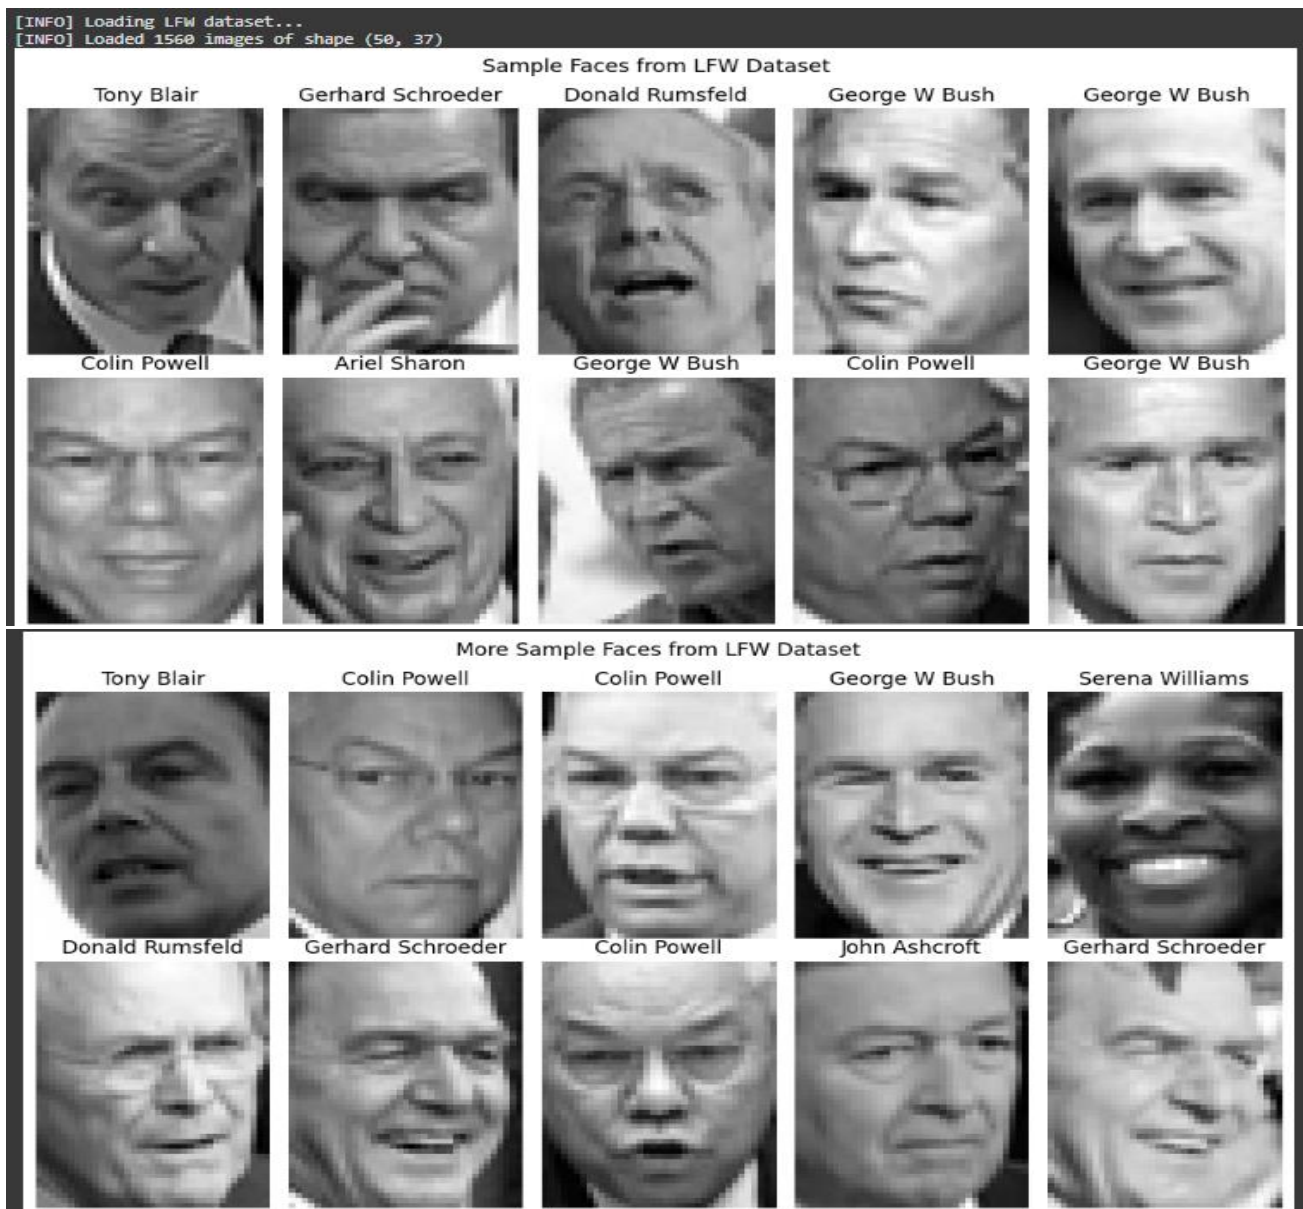 [INFO] Loading LFW dataset...
[INFO] Loaded 1560 images of shape (50, 37)
Sample Faces from LFW Dataset
Tony Blair Gerhard Schroeder Donald Rumsfeld George W Bush George W Bush
Colin Powell Ariel Sharon George W Bush Colin Powell George W Bush
More Sample Faces from LFW Dataset
Tony Blair Colin Powell Colin Powell George W Bush Serena Williams
Donald Rumsfeld Gerhard Schroeder Colin Powell John Ashcroft Gerhard Schroeder